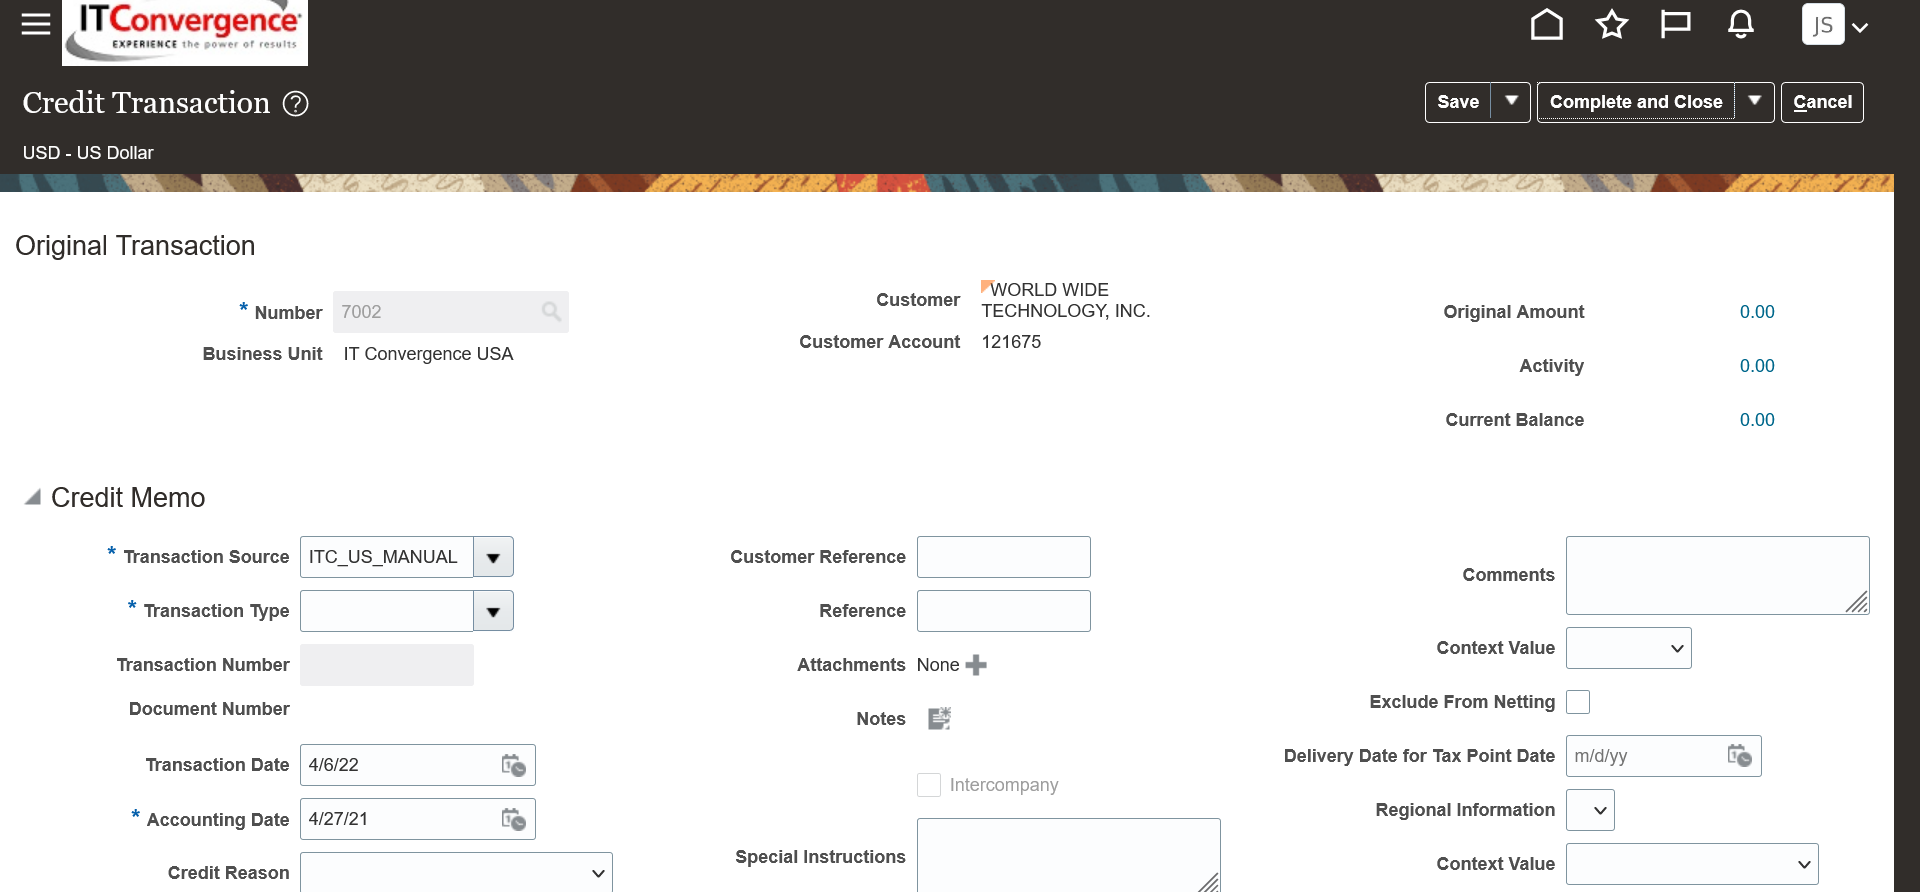 ITConvergence
EXPERIENCE the power of results
JS
Credit Transaction ?
Save
Complete and Close
Cancel
USD - US Dollar
Original Transaction
* Number 7002
Business Unit IT Convergence USA
Customer WORLD WIDE
TECHNOLOGY, INC.
Customer Account 121675
Original Amount 0.00
Activity 0.00
Current Balance 0.00
Credit Memo
* Transaction Source ITC_US_MANUAL
* Transaction Type
Transaction Number
Document Number
Transaction Date 4/6/22
* Accounting Date 4/27/21
Credit Reason
Customer Reference
Reference
Attachments None
Notes
Intercompany
Special Instructions
Comments
Context Value
Exclude From Netting
Delivery Date for Tax Point Date m/d/yy
Regional Information
Context Value